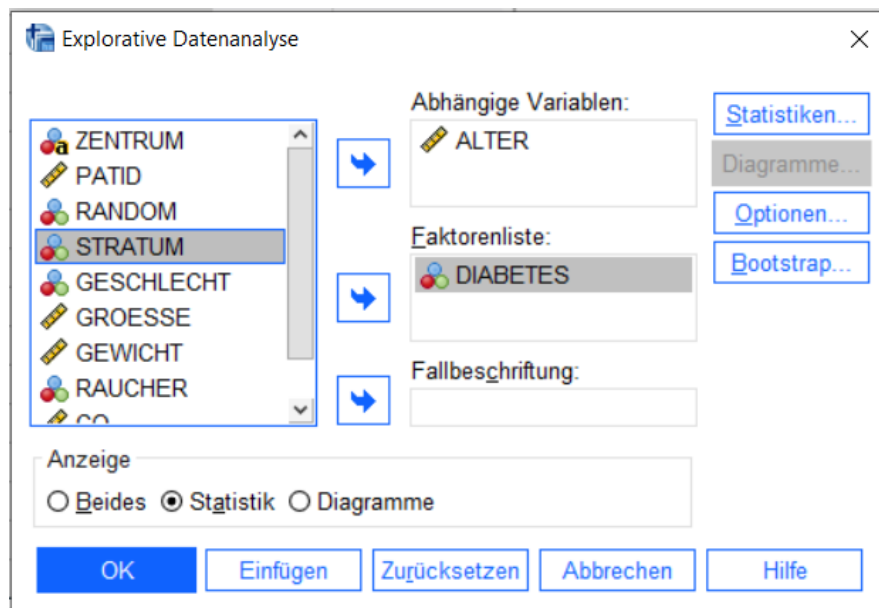 Explorative Datenanalyse
Abhängige Variablen:
ZENTRUM
PATID
RANDOM
STRATUM
GESCHLECHT
GROESSE
GEWICHT
RAUCHER
CO
ALTER
Faktorenliste:
DIABETES
Fallbeschriftung:
Statistiken...
Diagramme...
Optionen...
Bootstrap...
Anzeige
Beides Statistik Diagramme
OK Einfügen Zurücksetzen Abbrechen Hilfe